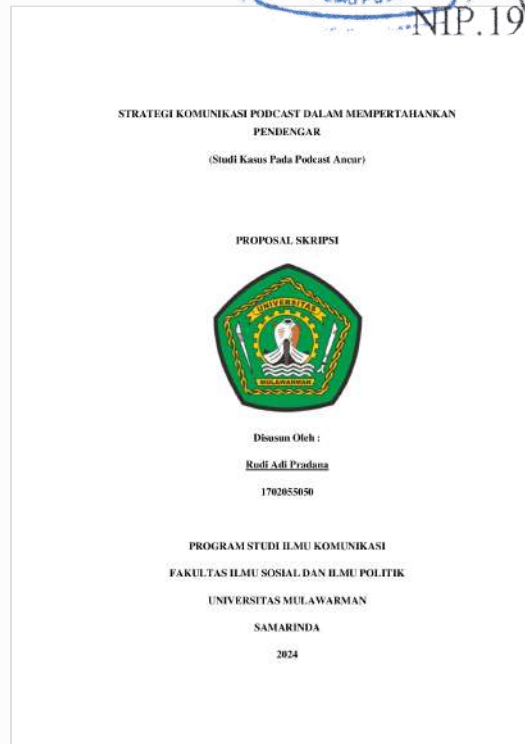 NIP.19
STRATEGI KOMUNIKASI PODCAST DALAM MEMPERTAHANKAN
PENDENGAR
(Studi Kasus Pada Podcast Ancur)
PROPOSAL SKRIPSI
UNIVERSITAS
MULAWARMAN
Disusun Oleh :
Rudi Adi Pradana
1702055050
PROGRAM STUDI ILMU KOMUNIKASI
FAKULTAS ILMU SOSIAL DAN ILMU POLITIK
UNIVERSITAS MULAWARMAN
SAMARINDA
2024